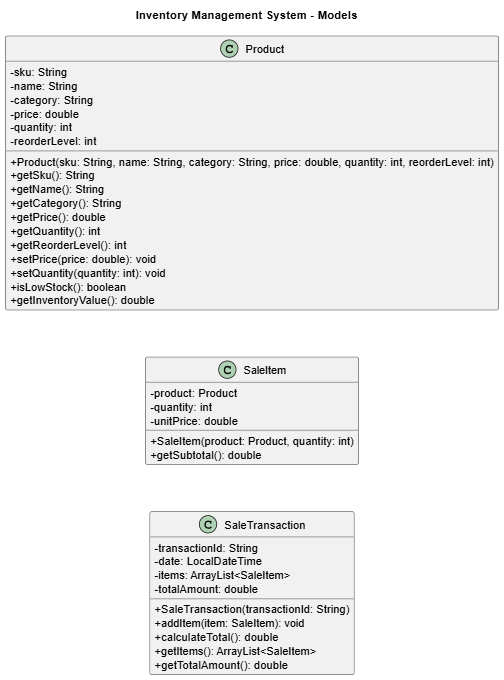 Inventory Management System - Models
C Product
-sku: String
-name: String
-category: String
-price: double
-quantity: int
-reorderLevel: int
+Product(sku: String, name: String, category: String, price: double, quantity: int, reorderLevel: int)
+getSku(): String
+getName(): String
+getCategory(): String
+getPrice(): double
+getQuantity(): int
+getReorderLevel(): int
+setPrice(price: double): void
+setQuantity(quantity: int): void
+isLowStock(): boolean
+getInventoryValue(): double
C SaleItem
-product: Product
-quantity: int
-unitPrice: double
+SaleItem(product: Product, quantity: int)
+getSubtotal(): double
C SaleTransaction
-transactionId: String
-date: LocalDateTime
-items: ArrayList<SaleItem>
-totalAmount: double
+SaleTransaction(transactionId: String)
+addItem(item: SaleItem): void
+calculateTotal(): double
+getItems(): ArrayList<SaleItem>
+getTotalAmount(): double